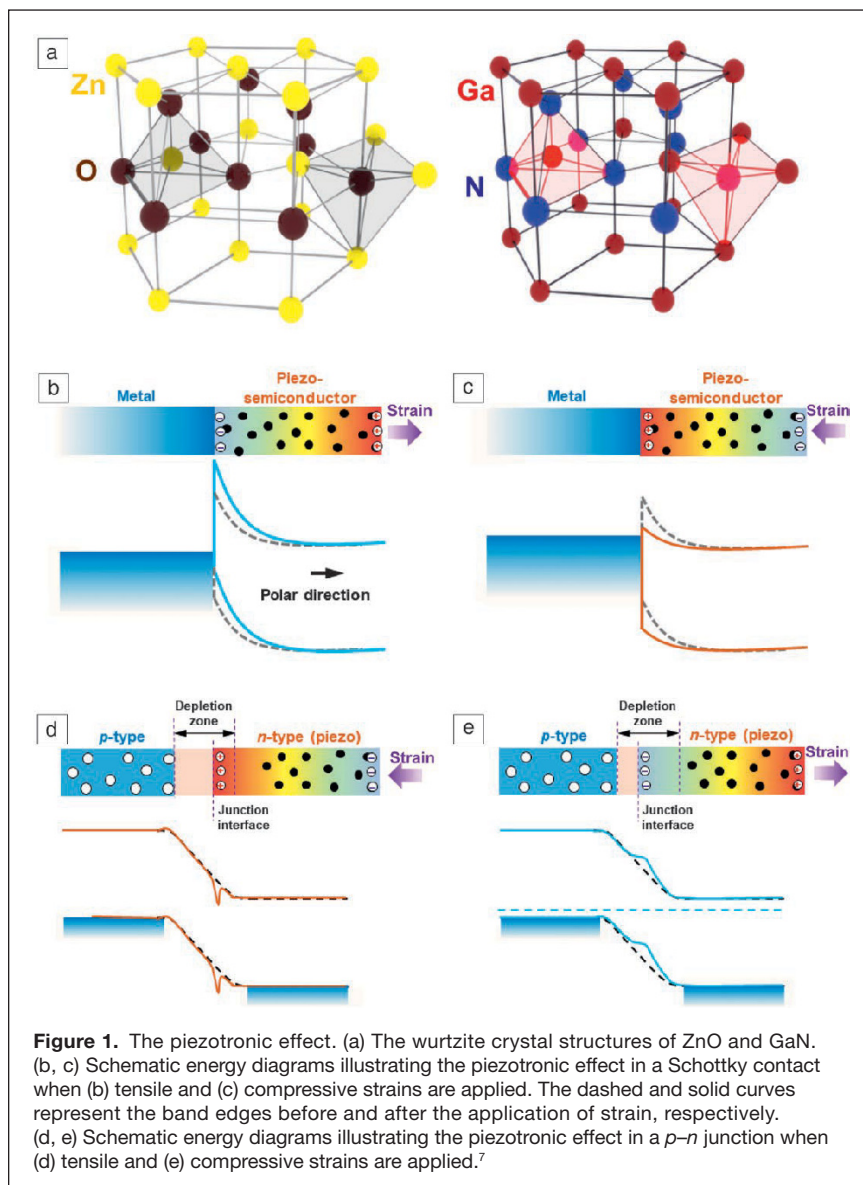 a
Zn
O
Ga
N
b
Metal
Piezo-
semiconductor
Strain
Polar direction
c
Metal
Piezo-
semiconductor
Strain
d
p-type
Depletion
zone
n-type (piezo)
Strain
Junction
interface
e
p-type
Depletion
zone
n-type (piezo)
Strain
Junction
interface
Figure 1. The piezotronic effect. (a) The wurtzite crystal structures of ZnO and GaN.
(b, c) Schematic energy diagrams illustrating the piezotronic effect in a Schottky contact
when (b) tensile and (c) compressive strains are applied. The dashed and solid curves
represent the band edges before and after the application of strain, respectively.
(d, e) Schematic energy diagrams illustrating the piezotronic effect in a p–n junction when
(d) tensile and (e) compressive strains are applied.⁷